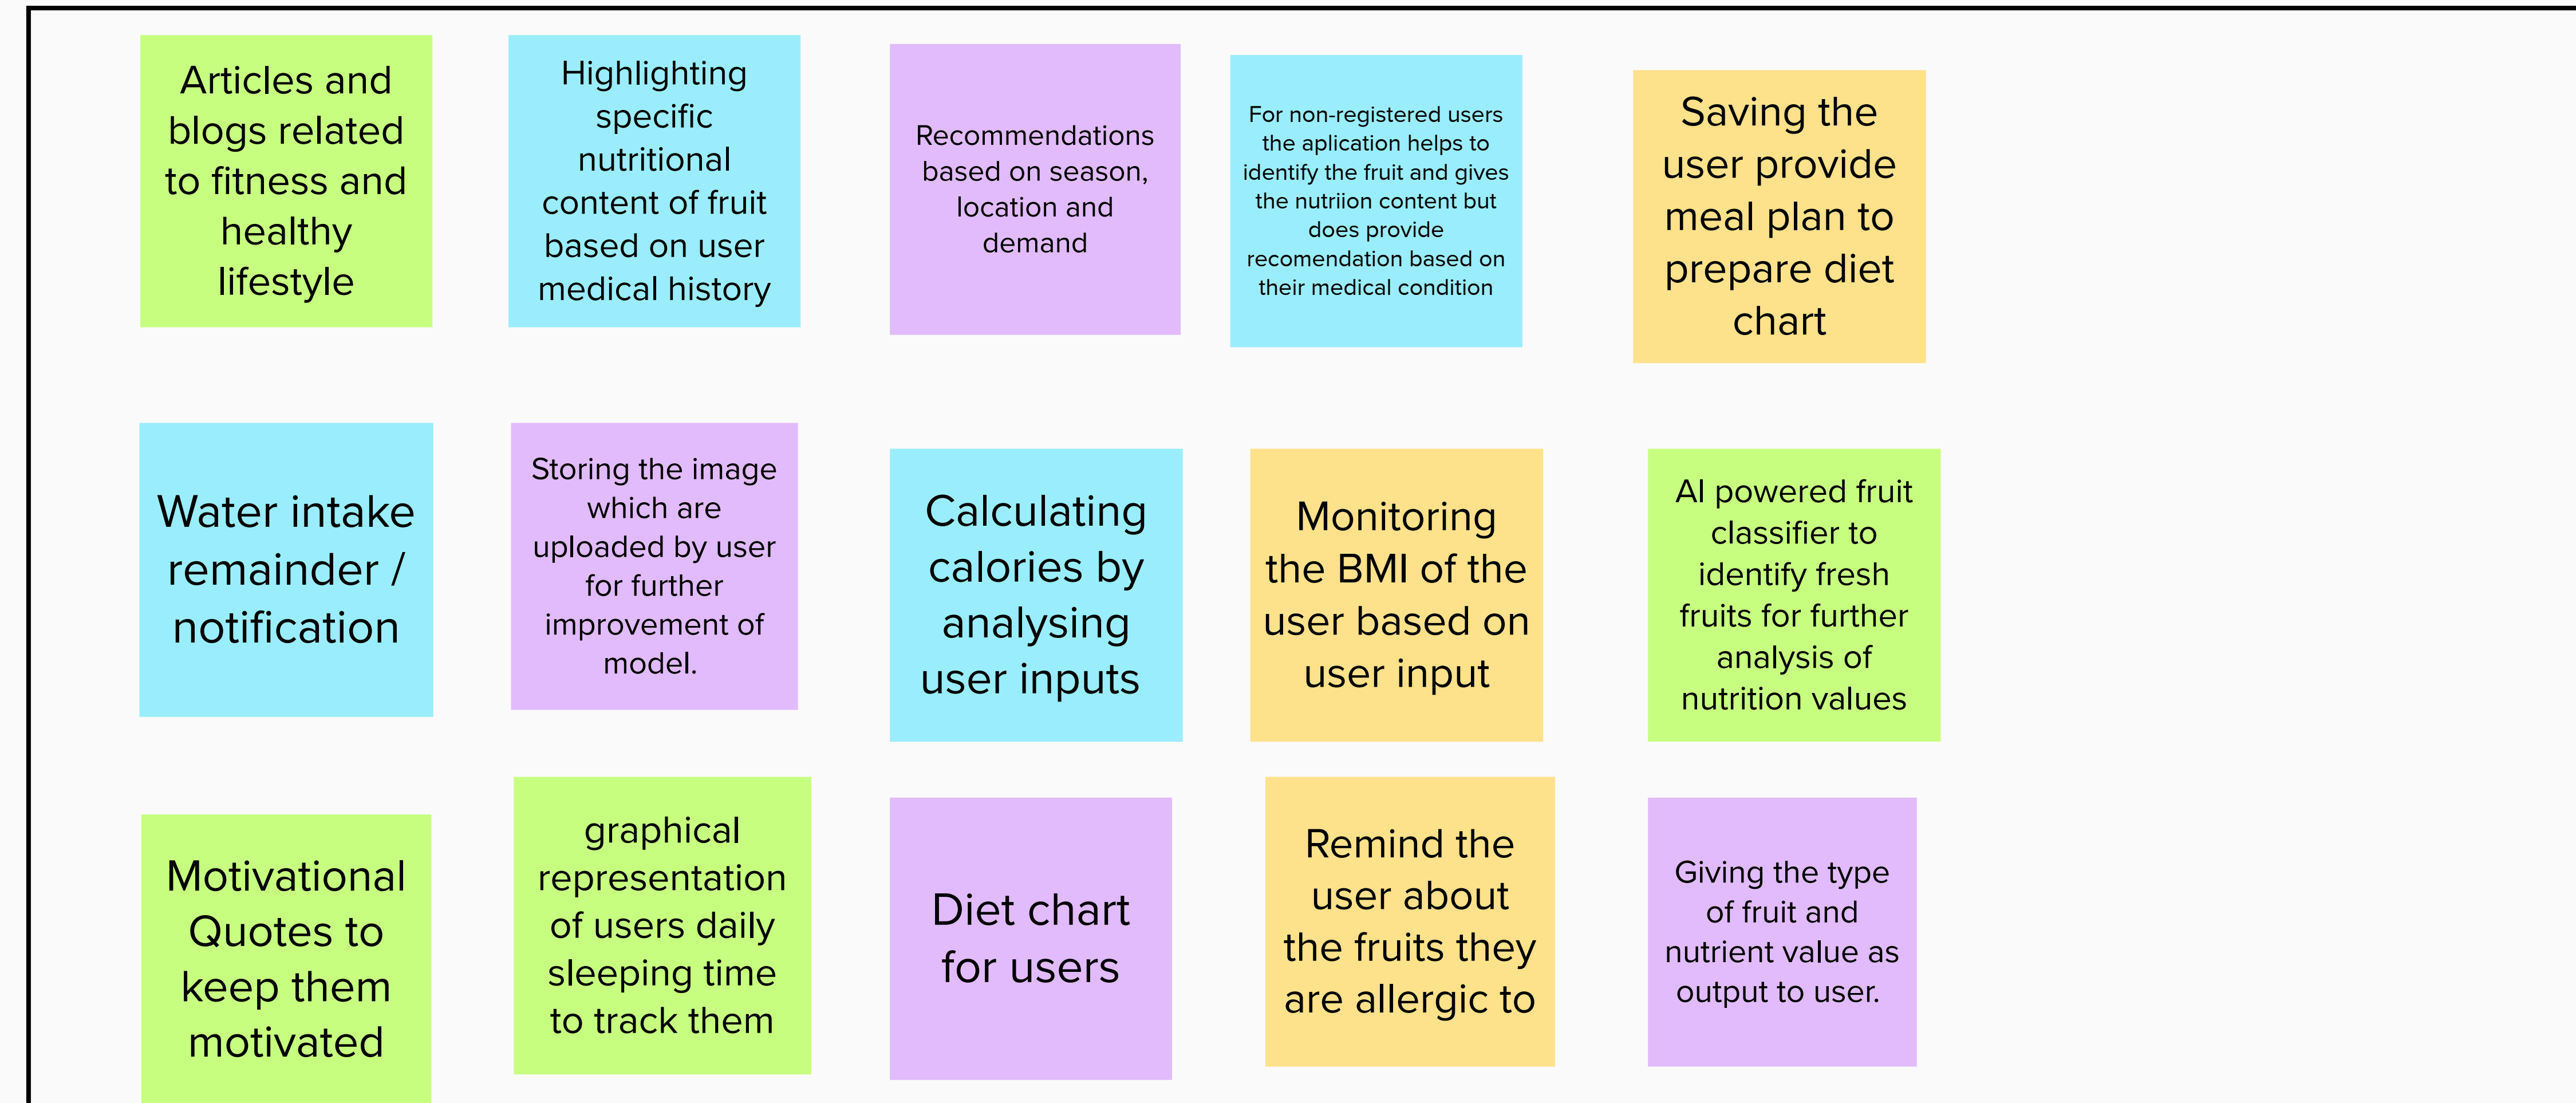 Articles and
blogs related
to fitness and
healthy
lifestyle
Highlighting
specific
nutritional
content of fruit
based on user
medical history
Recommendations
based on season,
location and
demand
For non-registered users
the aplication helps to
identify the fruit and gives
the nutriion content but
does provide
recomendation based on
their medical condition
Saving the
user provide
meal plan to
prepare diet
chart
Water intake
remainder /
notification
Storing the image
which are
uploaded by user
for further
improvement of
model.
Calculating
calories by
analysing
user inputs
Monitoring
the BMI of the
user based on
user input
AI powered fruit
classifier to
identify fresh
fruits for further
analysis of
nutrition values
Motivational
Quotes to
keep them
motivated
graphical
representation
of users daily
sleeping time
to track them
Diet chart
for users
Remind the
user about
the fruits they
are allergic to
Giving the type
of fruit and
nutrient value as
output to user.